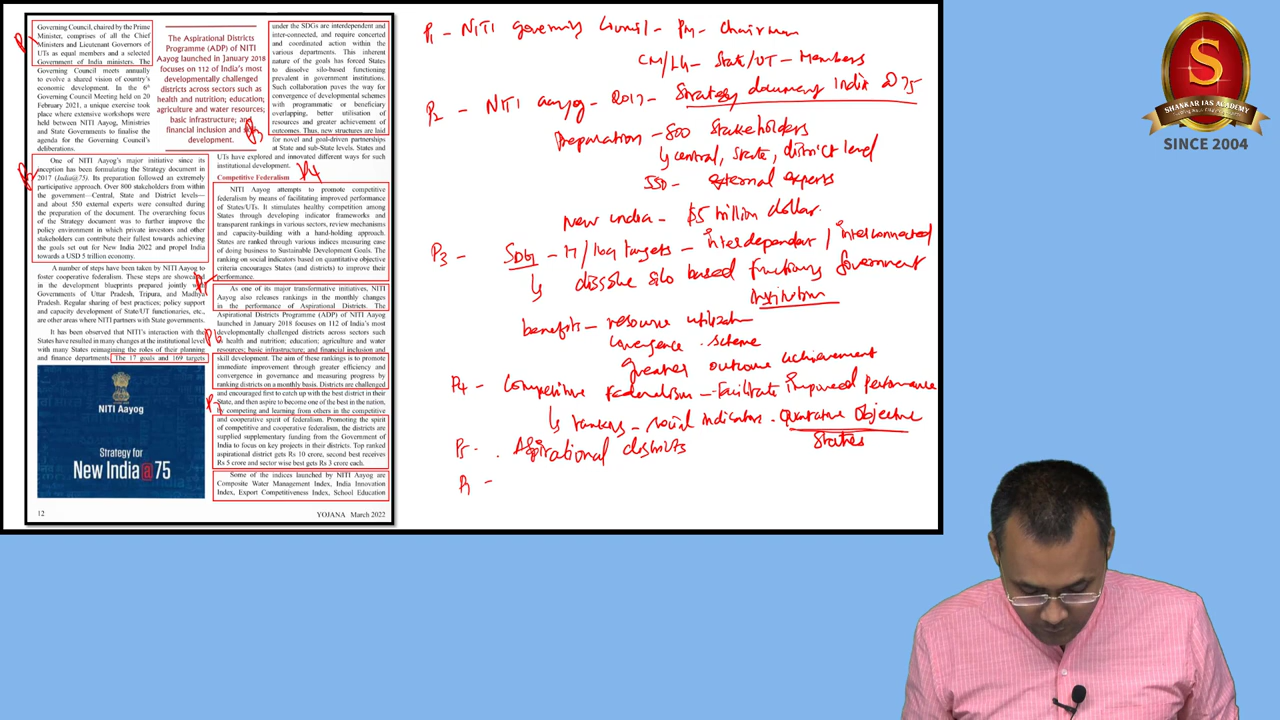 Governing Council, chaired by the Prime
Minister, comprises of all the Chief
Ministers and Lieutenant Governors of
UTs as equal members and a selected
Government of India ministers. The
Governing Council meets annually
to evolve a shared vision of country's
economic development. In the 6th
Governing Council Meeting held on 20
February 2021, a unique exercise took
place where extensive workshops were
held between NITI Aayog, Ministries
and State Governments to finalise the
agenda for the Governing Council's
deliberations.
One of NITI Aayog's major initiative since its
inception has been formulating the Strategy document in
2017 (India@75). Its preparation followed an extremely
participative approach. Over 800 stakeholders from within
the government—Central, State and District levels—
and about 550 external experts were consulted during
the preparation of the document. The overarching focus
of the Strategy document was to further improve the
policy environment in which private investors and other
stakeholders can contribute their fullest towards achieving
the goals set out for New India 2022 and propel India
towards a USD 5 trillion economy.
A number of steps have been taken by NITI Aayog to
foster cooperative federalism. These steps are showcased
in the development blueprints prepared jointly with
Governments of Uttar Pradesh, Tripura, and Madhya
Pradesh. Regular sharing of best practices; policy support
and capacity development of State/UT functionaries, etc.,
are other areas where NITI partners with State governments.
It has been observed that NITI's interaction with the
States have resulted in many changes at the institutional level
with many States reimagining the roles of their planning
and finance departments. The 17 goals and 169 targets
NITI Aayog
Strategy for
New India@75
The Aspirational Districts
Programme (ADP) of NITI
Aayog launched in January 2018
focuses on 112 of India's most
developmentally challenged
districts across sectors such as
health and nutrition; education;
agriculture and water resources;
basic infrastructure; and
financial inclusion and skill
development.
under the SDGs are interdependent and
inter-connected, and require concerted
and coordinated action within the
various departments. This inherent
nature of the goals has forced States
to dissolve silo-based functioning
prevalent in government institutions.
Such collaboration paves the way for
convergence of developmental schemes
with programmatic or beneficiary
overlapping, better utilisation of
resources and greater achievement of
outcomes. Thus, new structures are laid
for novel and goal-driven partnerships
at State and sub-State levels. States and
UTs have explored and innovated different ways for such
institutional development.
Competitive Federalism
NITI Aayog attempts to promote competitive
federalism by means of facilitating improved performance
of States/UTs. It stimulates healthy competition among
States through developing indicator frameworks and
transparent rankings in various sectors, review mechanisms
and capacity-building with a hand-holding approach.
States are ranked through various indices measuring ease
of doing business to Sustainable Development Goals. The
ranking on social indicators based on quantitative objective
criteria encourages States (and districts) to improve their
performance.
As one of its major transformative initiatives, NITI
Aayog also releases rankings in the monthly changes
in the performance of Aspirational Districts. The
Aspirational Districts Programme (ADP) of NITI Aayog
launched in January 2018 focuses on 112 of India's most
developmentally challenged districts across sectors such
as health and nutrition; education; agriculture and water
resources; basic infrastructure; and financial inclusion and
skill development. The aim of these rankings is to promote
immediate improvement through greater efficiency and
convergence in governance and measuring progress by
ranking districts on a monthly basis. Districts are challenged
and encouraged first to catch up with the best district in their
State, and then aspire to become one of the best in the nation,
by competing and learning from others in the competitive
and cooperative spirit of federalism. Promoting the spirit
of competitive and cooperative federalism, the districts are
supplied supplementary funding from the Government of
India to focus on key projects in their districts. Top ranked
aspirational district gets Rs 10 crore, second best receives
Rs 5 crore and sector wise best gets Rs 3 crore each.
Some of the indices launched by NITI Aayog are
Composite Water Management Index, India Innovation
Index, Export Competitiveness Index, School Education
12
YOJANA March 2022
P1 - NITI governing Council - PM - Chairman
CM/LG - State/UT - Members
P2 - NITI aayog - 2017 - Strategy document India @ 75
Preparation - 800 Stakeholders
central, state, district level
550 - external experts
New India - $5 trillion dollar.
P3 - SDG - 17/169 targets - interdependent / interconnected
dissolve silo based functions government
institution
benefits - resource utilization
convergence scheme
greater outcome achievement
P4 - Competitive Federalism - Facilitate improved performance
rankings - social indicators - Quantitative Objective
States
P5 - Aspirational districts
SHANKAR IAS ACADEMY
SINCE 2004